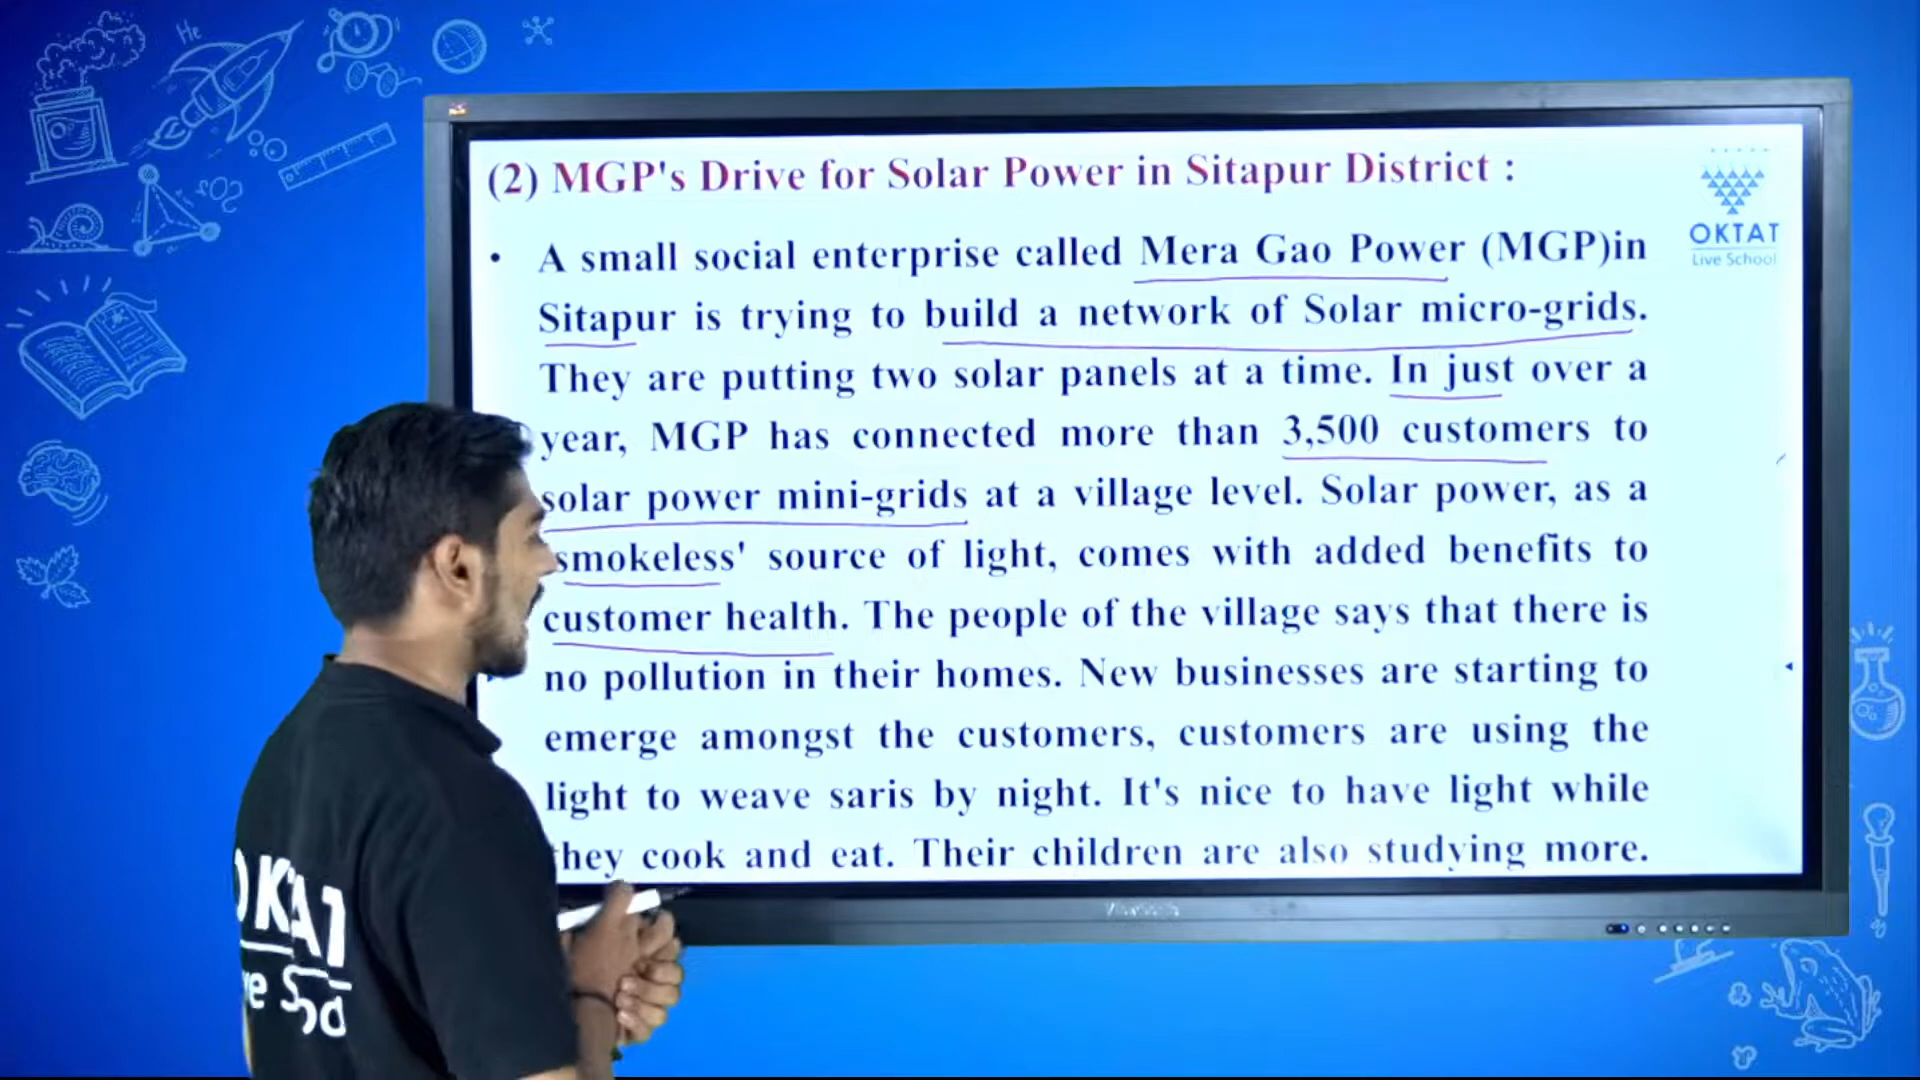 (2) MGP's Drive for Solar Power in Sitapur District :
• A small social enterprise called Mera Gao Power (MGP)in
Sitapur is trying to build a network of Solar micro-grids.
They are putting two solar panels at a time. In just over a
year, MGP has connected more than 3,500 customers to
solar power mini-grids at a village level. Solar power, as a
smokeless' source of light, comes with added benefits to
customer health. The people of the village says that there is
no pollution in their homes. New businesses are starting to
emerge amongst the customers, customers are using the
light to weave saris by night. It's nice to have light while
they cook and eat. Their children are also studying more.
OKTAT
Live School
He
OKTAT